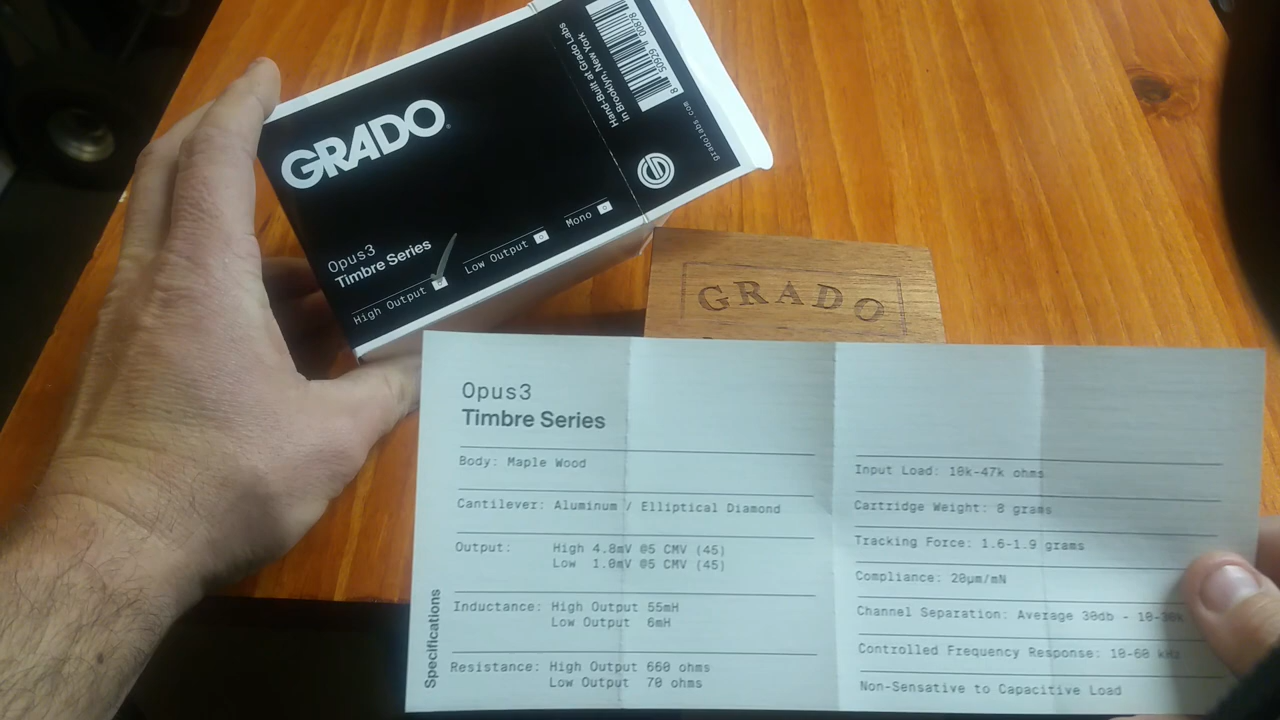 GRADO
Opus3
Timbre Series
High Output
Low Output
Mono
Hand-Built at Grado Labs
in Brooklyn, New York
8 50929 00878
gradolabs.com
GRADO
Opus3
Timbre Series
Body: Maple Wood
Cantilever: Aluminum / Elliptical Diamond
Output: High 4.8mV @5 CMV (45)
Low 1.0mV @5 CMV (45)
Inductance: High Output 55mH
Low Output 6mH
Resistance: High Output 660 ohms
Low Output 70 ohms
Specifications
Input Load: 10k-47k ohms
Cartridge Weight: 8 grams
Tracking Force: 1.6-1.9 grams
Compliance: 20µm/mN
Channel Separation: Average 30db - 10-30k
Controlled Frequency Response: 10-60 kHz
Non-Sensative to Capacitive Load